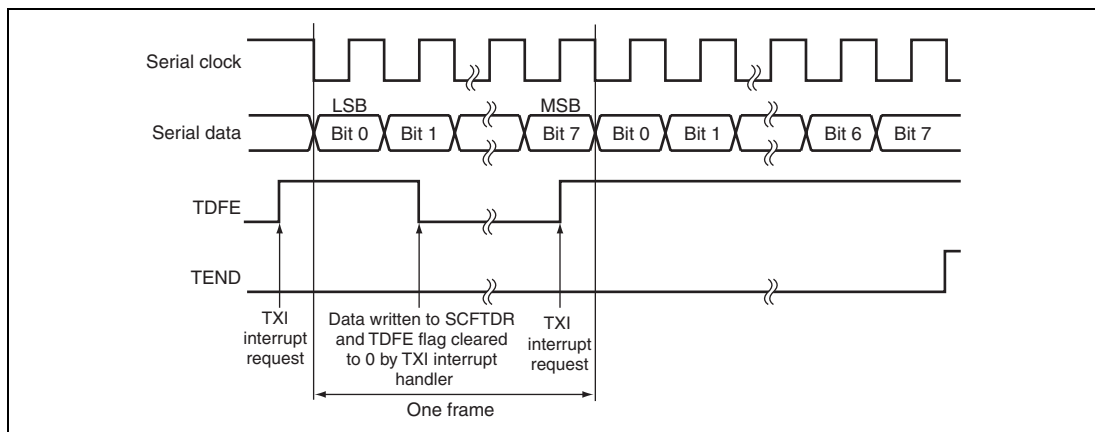 Serial clock
LSB
MSB
Serial data
Bit 0
Bit 1
Bit 7
Bit 0
Bit 1
Bit 6
Bit 7
TDFE
TEND
TXI
interrupt
request
Data written to SCFTDR
and TDFE flag cleared
to 0 by TXI interrupt
handler
TXI
interrupt
request
One frame